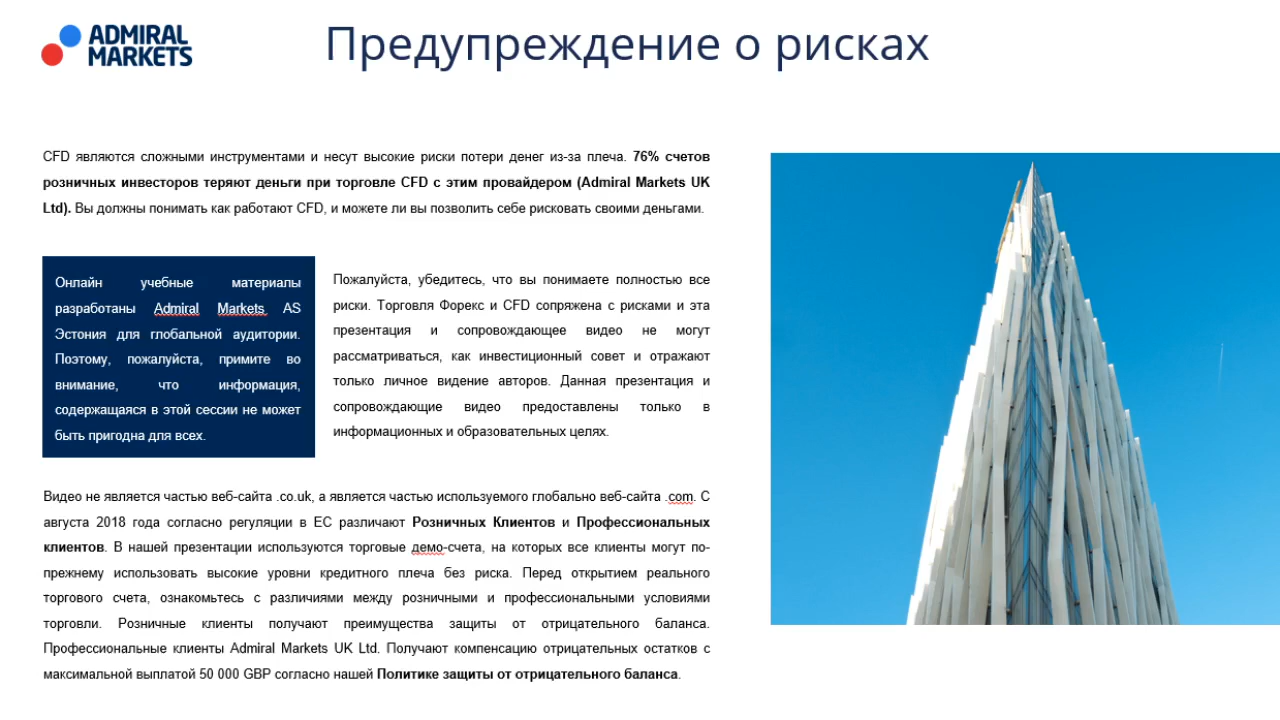 ADMIRAL
MARKETS
Предупреждение о рисках
CFD являются сложными инструментами и несут высокие риски потери денег из-за плеча. 76% счетов
розничных инвесторов теряют деньги при торговле CFD с этим провайдером (Admiral Markets UK
Ltd). Вы должны понимать как работают CFD, и можете ли вы позволить себе рисковать своими деньгами.
Онлайн учебные материалы
разработаны Admiral Markets AS
Эстония для глобальной аудитории.
Поэтому, пожалуйста, примите во
внимание, что информация,
содержащаяся в этой сессии не может
быть пригодна для всех.
Пожалуйста, убедитесь, что вы понимаете полностью все
риски. Торговля Форекс и CFD сопряжена с рисками и эта
презентация и сопровождающее видео не могут
рассматриваться, как инвестиционный совет и отражают
только личное видение авторов. Данная презентация и
сопровождающие видео предоставлены только в
информационных и образовательных целях.
Видео не является частью веб-сайта .co.uk, а является частью используемого глобально веб-сайта .com. С
августа 2018 года согласно регуляции в ЕС различают Розничных Клиентов и Профессиональных
клиентов. В нашей презентации используются торговые демо-счета, на которых все клиенты могут по-
прежнему использовать высокие уровни кредитного плеча без риска. Перед открытием реального
торгового счета, ознакомьтесь с различиями между розничными и профессиональными условиями
торговли. Розничные клиенты получают преимущества защиты от отрицательного баланса.
Профессиональные клиенты Admiral Markets UK Ltd. Получают компенсацию отрицательных остатков с
максимальной выплатой 50 000 GBP согласно нашей Политике защиты от отрицательного баланса.